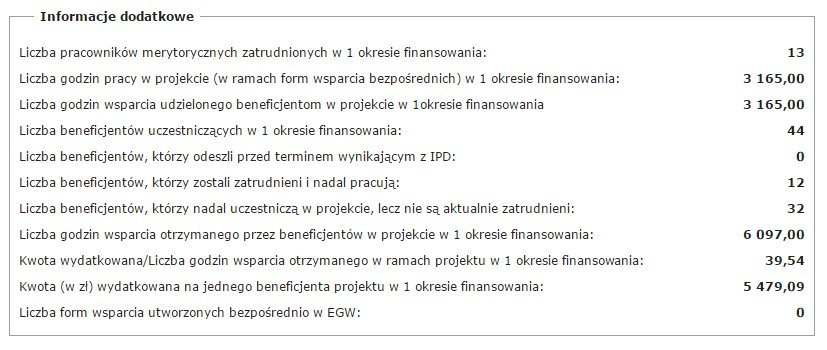 Informacje dodatkowe
Liczba pracowników merytorycznych zatrudnionych w 1 okresie finansowania: 13
Liczba godzin pracy w projekcie (w ramach form wsparcia bezpośrednich) w 1 okresie finansowania: 3 165,00
Liczba godzin wsparcia udzielonego beneficjentom w projekcie w 1okresie finansowania 3 165,00
Liczba beneficjentów uczestniczących w 1 okresie finansowania: 44
Liczba beneficjentów, którzy odeszli przed terminem wynikającym z IPD: 0
Liczba beneficjentów, którzy zostali zatrudnieni i nadal pracują: 12
Liczba beneficjentów, którzy nadal uczestniczą w projekcie, lecz nie są aktualnie zatrudnieni: 32
Liczba godzin wsparcia otrzymanego przez beneficjentów w projekcie w 1 okresie finansowania: 6 097,00
Kwota wydatkowana/Liczba godzin wsparcia otrzymanego w ramach projektu w 1 okresie finansowania: 39,54
Kwota (w zł) wydatkowana na jednego beneficjenta projektu w 1 okresie finansowania: 5 479,09
Liczba form wsparcia utworzonych bezpośrednio w EGW: 0